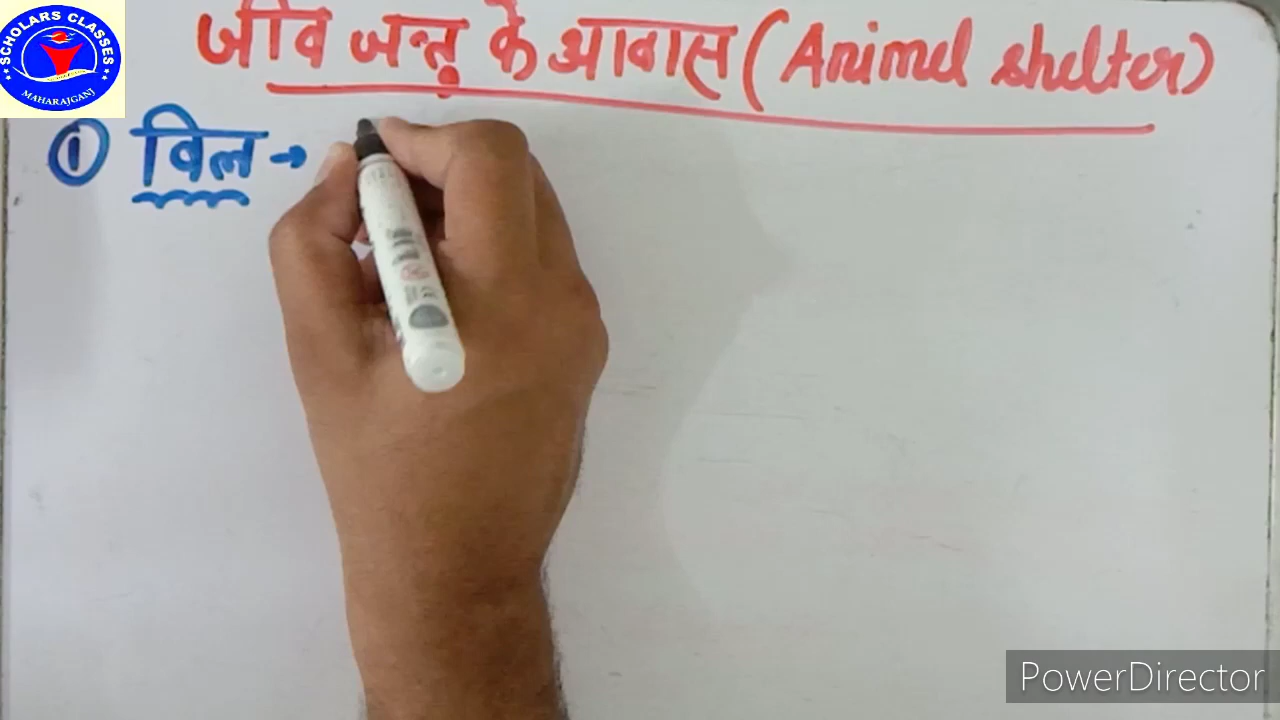 जीव जन्तु के आवास (Animal shelter)
① विल →
SCHOLARS CLASSES
MAHARAJGANJ
PowerDirector